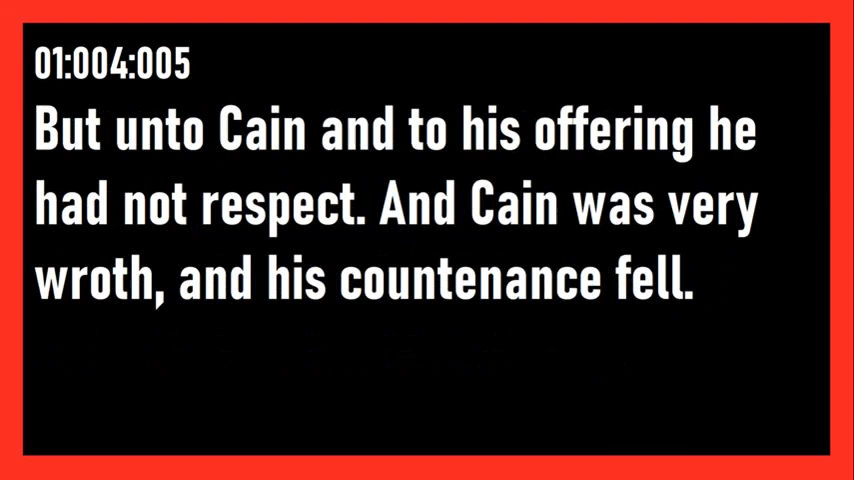 01:004:005
But unto Cain and to his offering he
had not respect. And Cain was very
wroth, and his countenance fell.